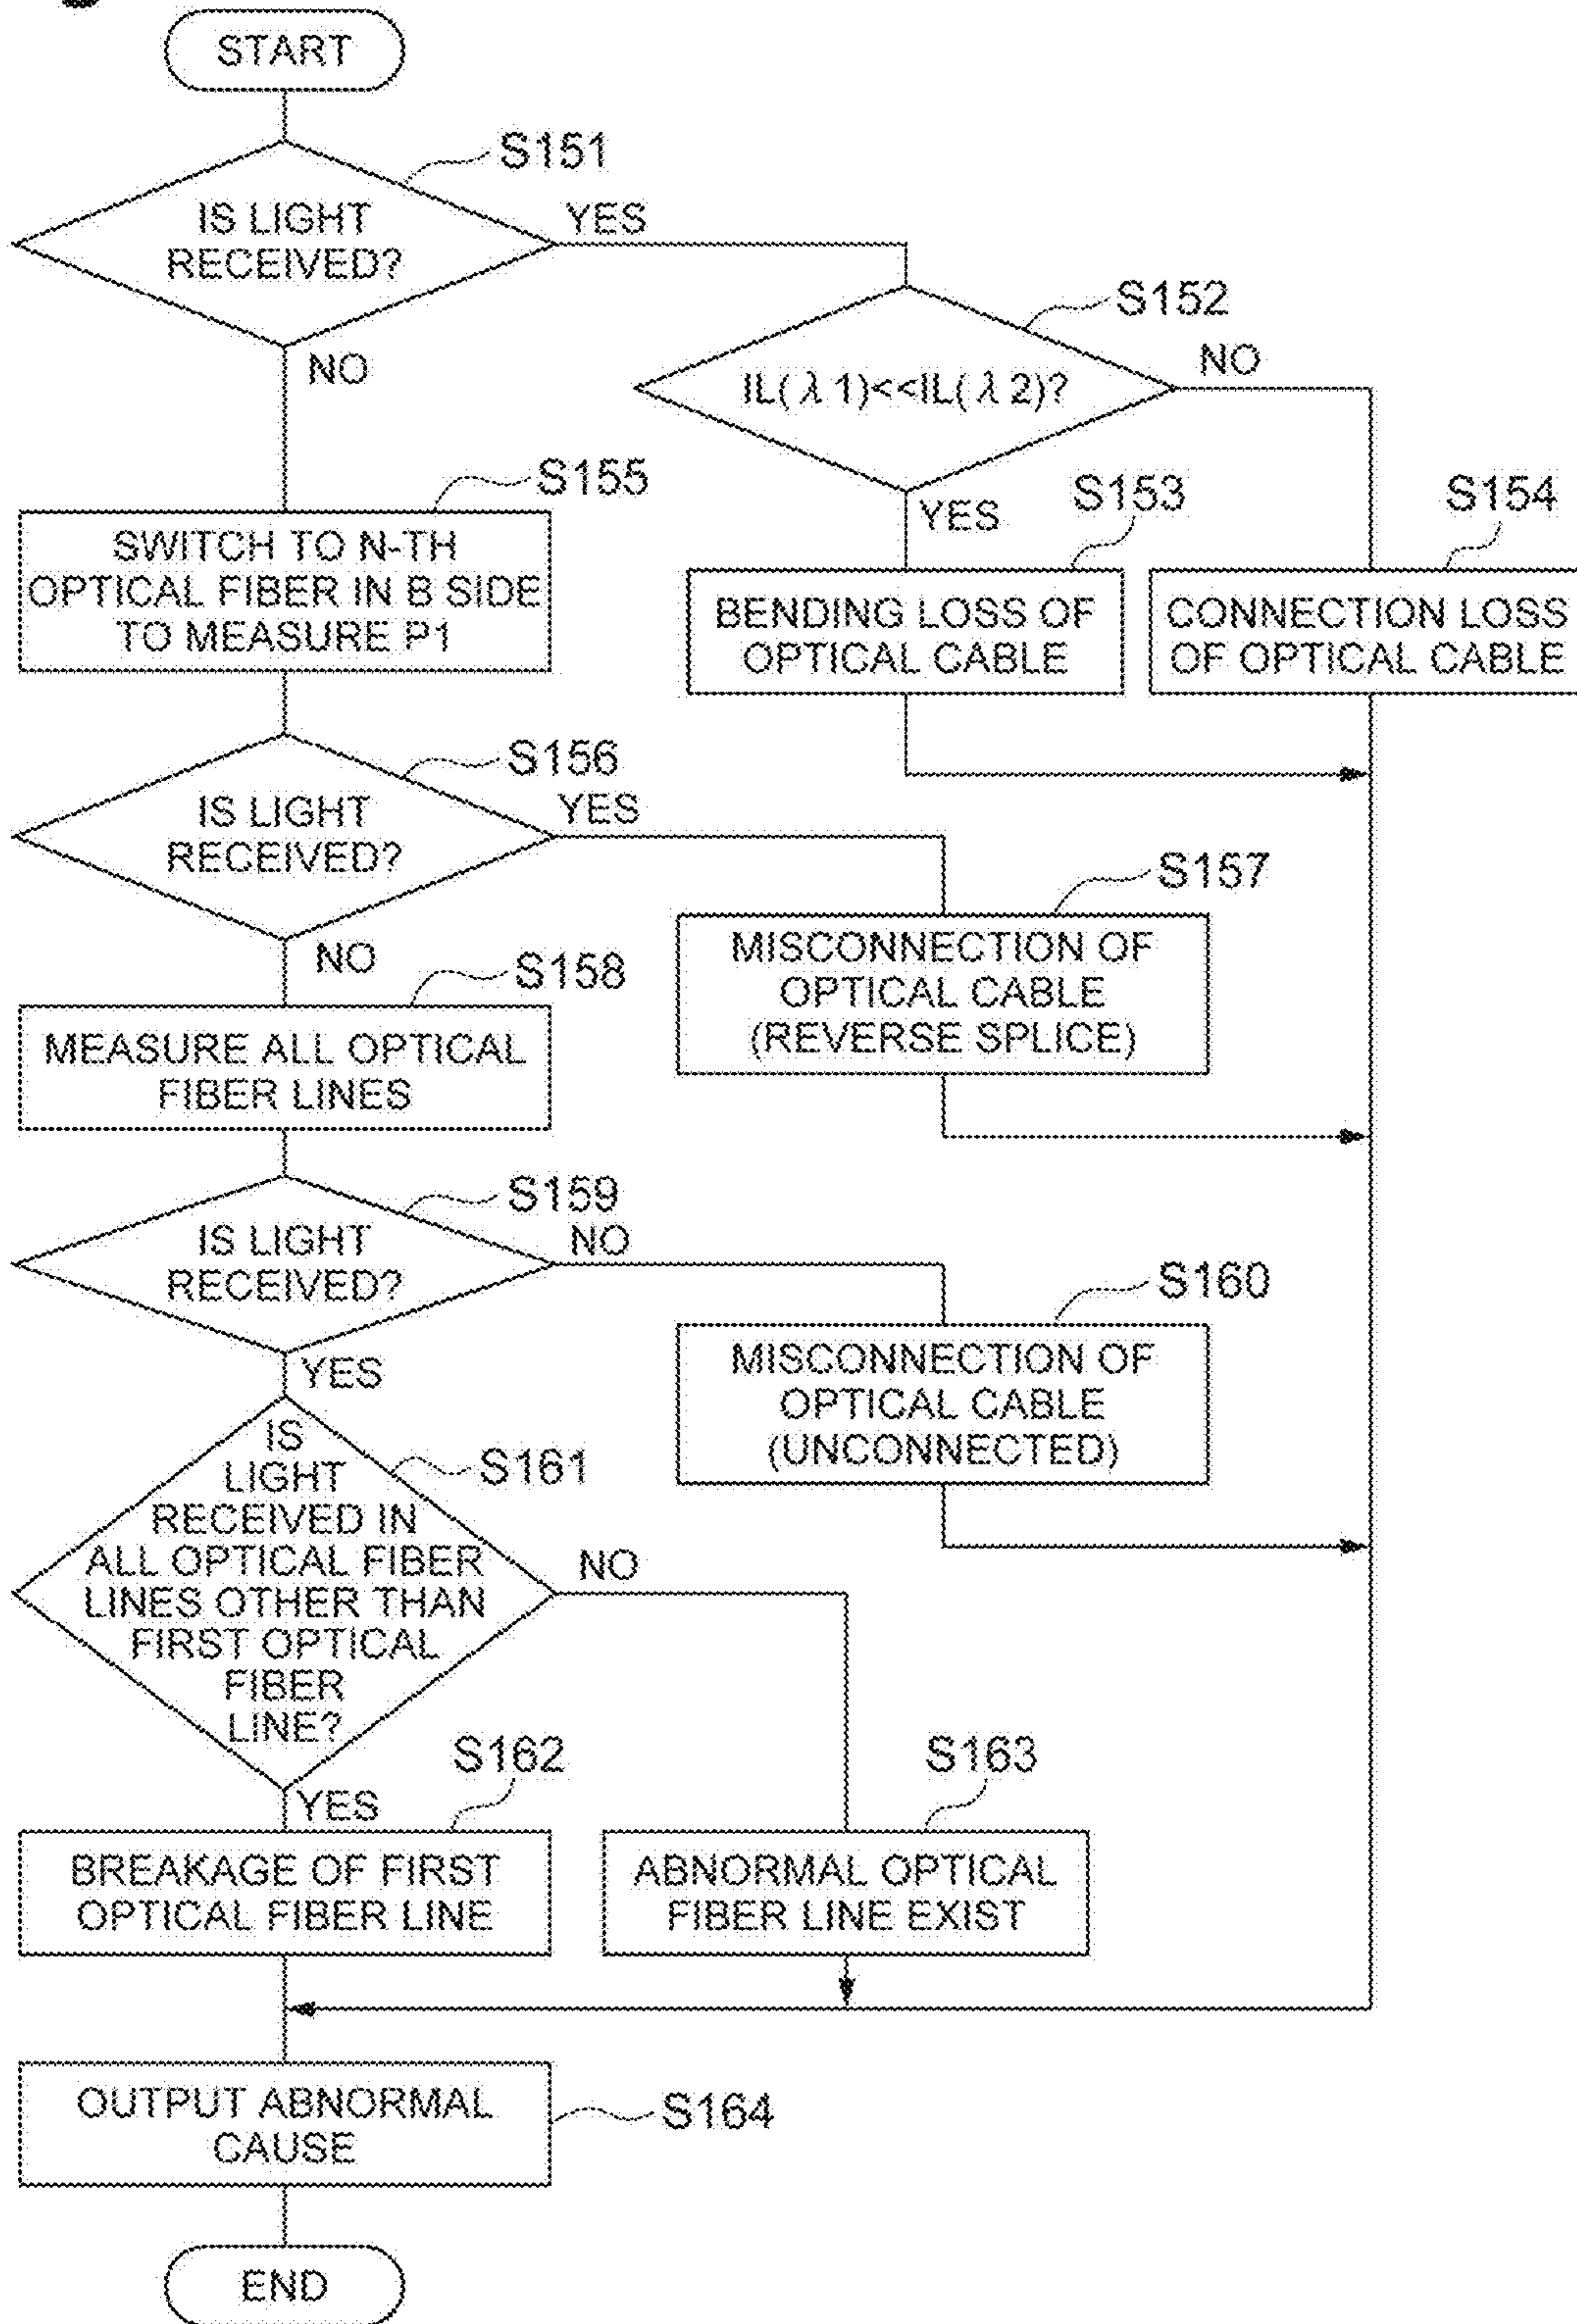 START
S151
IS LIGHT
RECEIVED?
YES
NO
S152
IL( λ 1)<<IL( λ 2)?
NO
YES
S155
SWITCH TO N-TH
OPTICAL FIBER IN B SIDE
TO MEASURE P1
S153
BENDING LOSS OF
OPTICAL CABLE
S154
CONNECTION LOSS
OF OPTICAL CABLE
S156
IS LIGHT
RECEIVED?
YES
NO
S157
MISCONNECTION OF
OPTICAL CABLE
(REVERSE SPLICE)
S158
MEASURE ALL OPTICAL
FIBER LINES
S159
IS LIGHT
RECEIVED?
NO
YES
S160
MISCONNECTION OF
OPTICAL CABLE
(UNCONNECTED)
S161
IS
LIGHT
RECEIVED IN
ALL OPTICAL FIBER
LINES OTHER THAN
FIRST OPTICAL
FIBER
LINE?
NO
YES
S162
BREAKAGE OF FIRST
OPTICAL FIBER LINE
S163
ABNORMAL OPTICAL
FIBER LINE EXIST
OUTPUT ABNORMAL
CAUSE
S164
END